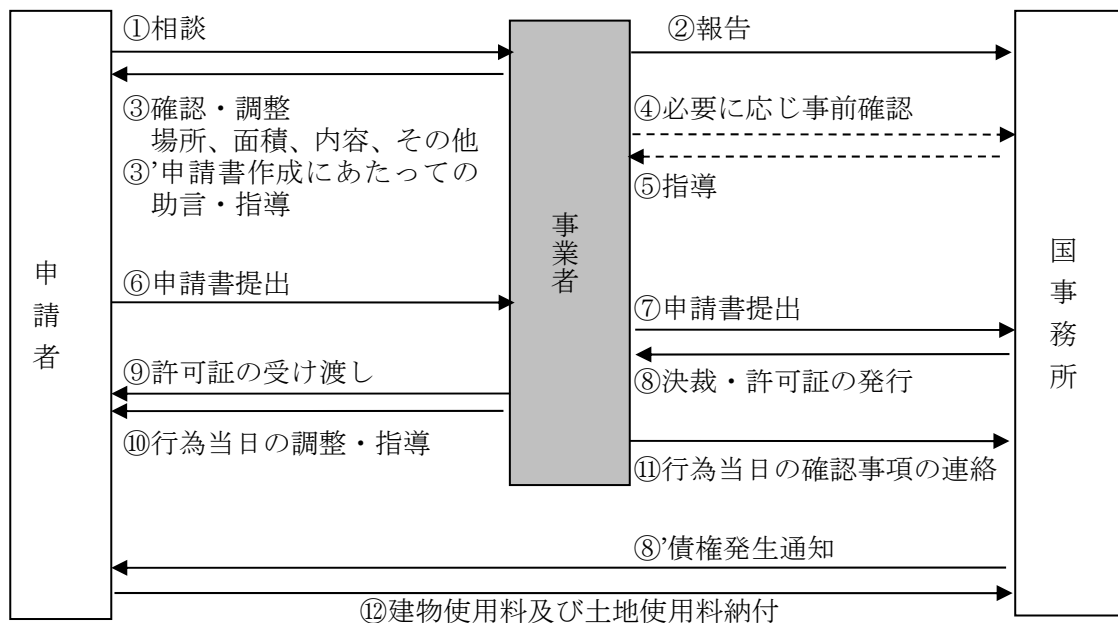 ①相談
②報告
③確認・調整
場所、面積、内容、その他
③’申請書作成にあたっての
助言・指導
④必要に応じ事前確認
⑤指導
申請者
事業者
国事務所
⑥申請書提出
⑦申請書提出
⑨許可証の受け渡し
⑧決裁・許可証の発行
⑩行為当日の調整・指導
⑪行為当日の確認事項の連絡
⑧’債権発生通知
⑫建物使用料及び土地使用料納付